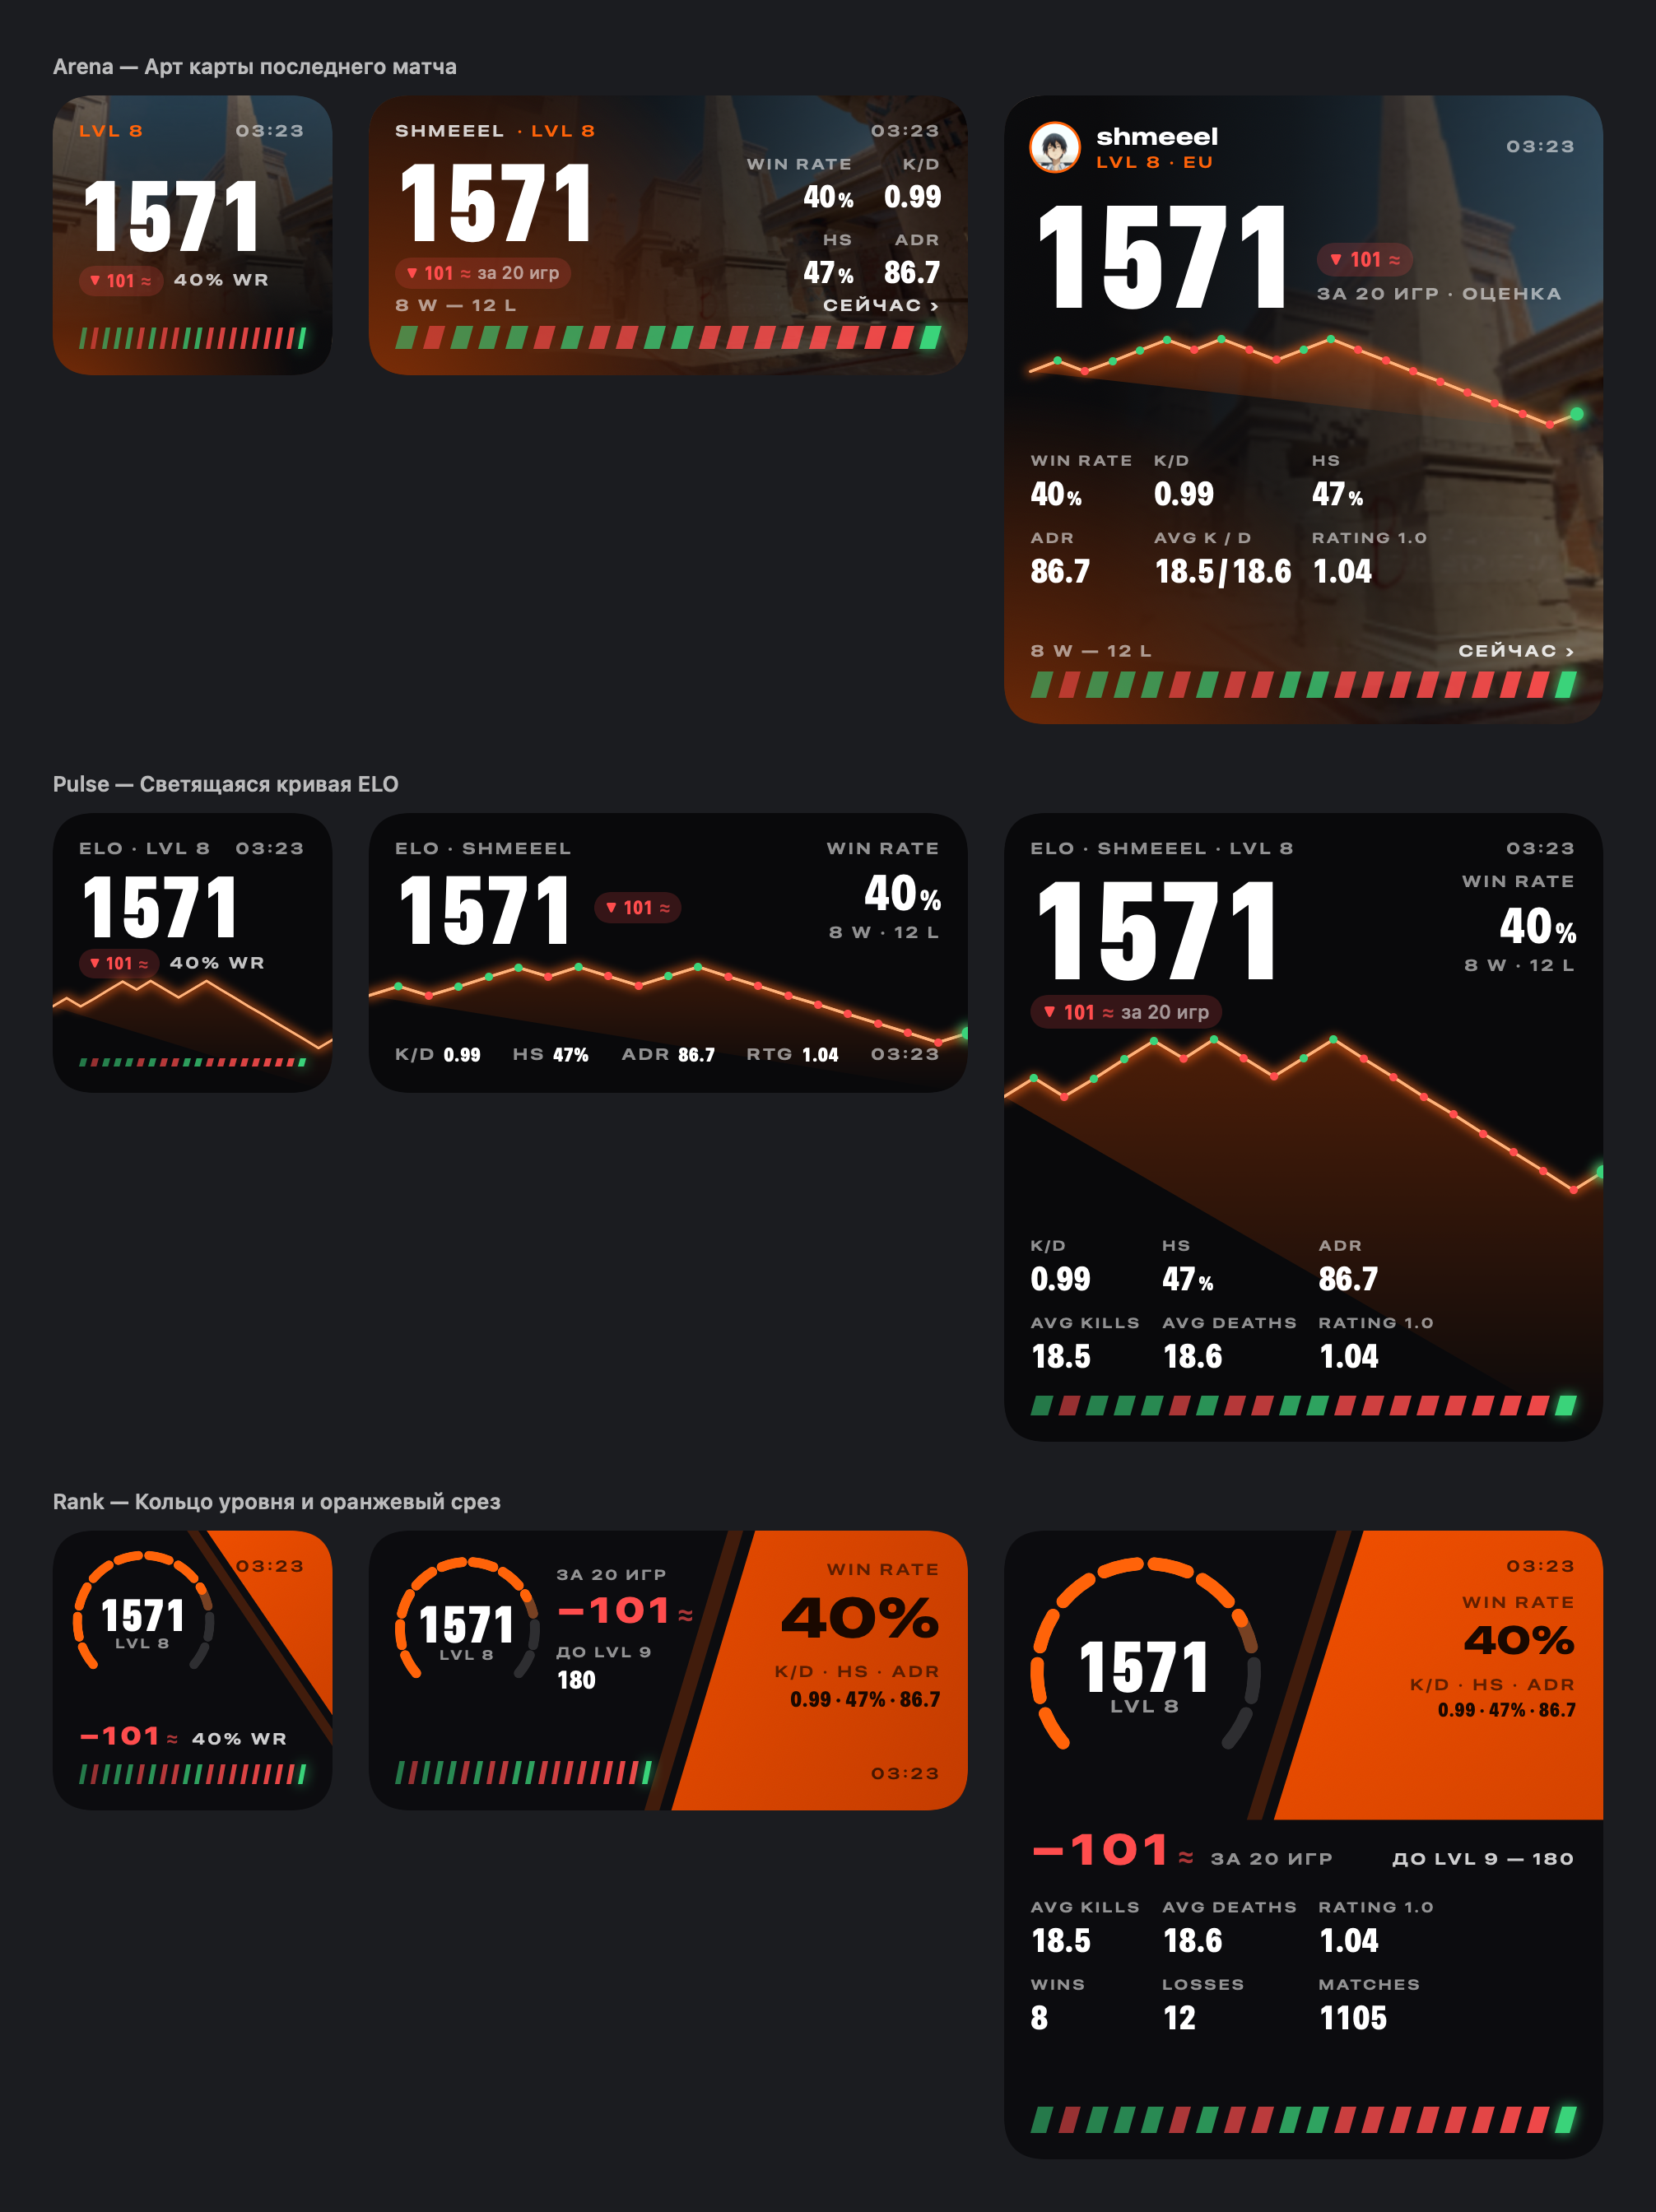 Arena — Арт карты последнего матча
LVL 8 03:23
1571
▼ 101 ≈ 40% WR
SHMEEEL · LVL 8 03:23
1571
WIN RATE K/D
40% 0.99
HS ADR
47% 86.7
▼ 101 ≈ за 20 игр
8 W — 12 L СЕЙЧАС ›
shmeeel
LVL 8 · EU
03:23
1571
▼ 101 ≈
ЗА 20 ИГР · ОЦЕНКА
WIN RATE K/D HS
40% 0.99 47%
ADR AVG K / D RATING 1.0
86.7 18.5/18.6 1.04
8 W — 12 L СЕЙЧАС ›
Pulse — Светящаяся кривая ELO
ELO · LVL 8 03:23
1571
▼ 101 ≈ 40% WR
ELO · SHMEEEL WIN RATE
1571 ▼ 101 ≈ 40%
8 W · 12 L
K/D 0.99 HS 47% ADR 86.7 RTG 1.04 03:23
ELO · SHMEEEL · LVL 8 03:23
1571
WIN RATE
40%
8 W · 12 L
▼ 101 ≈ за 20 игр
K/D HS ADR
0.99 47% 86.7
AVG KILLS AVG DEATHS RATING 1.0
18.5 18.6 1.04
Rank — Кольцо уровня и оранжевый срез
03:23
1571
LVL 8
−101 ≈ 40% WR
1571
LVL 8
ЗА 20 ИГР
−101 ≈
ДО LVL 9
180
WIN RATE
40%
K/D · HS · ADR
0.99 · 47% · 86.7
03:23
1571
LVL 8
03:23
WIN RATE
40%
K/D · HS · ADR
0.99 · 47% · 86.7
−101 ≈ ЗА 20 ИГР ДО LVL 9 — 180
AVG KILLS AVG DEATHS RATING 1.0
18.5 18.6 1.04
WINS LOSSES MATCHES
8 12 1105